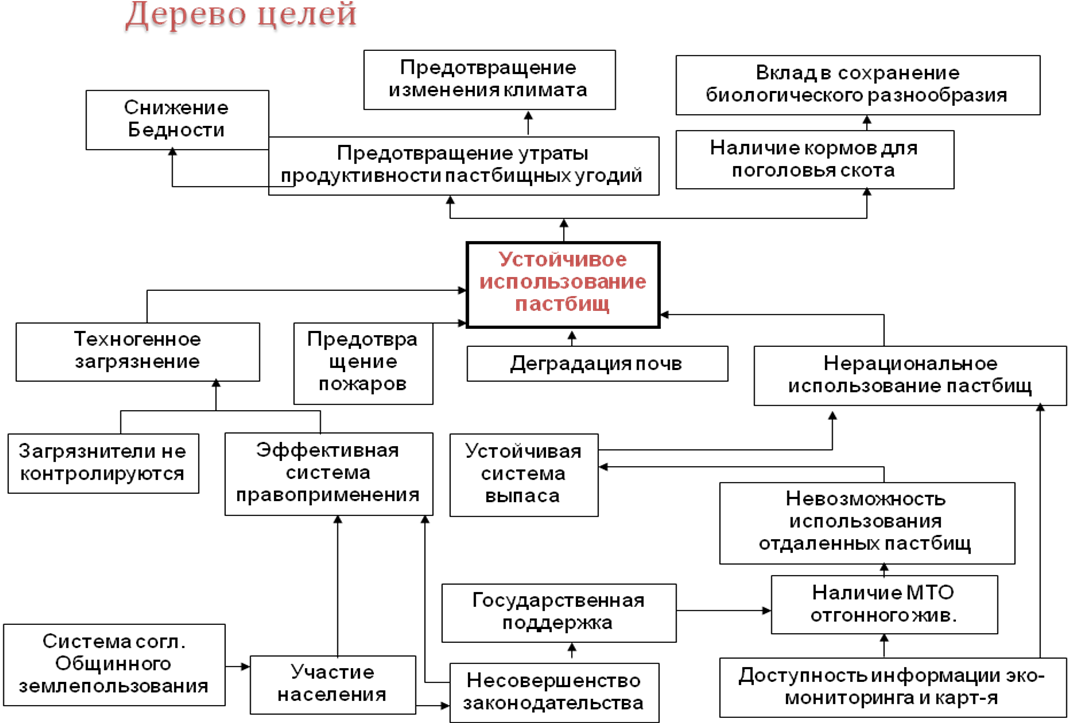 Дерево целей
Предотвращение
изменения климата
Вклад в сохранение
биологического разнообразия
Снижение
Бедности
Предотвращение утраты
продуктивности пастбищных угодий
Наличие кормов для
поголовья скота
Устойчивое
использование
пастбищ
Техногенное
загрязнение
Предотвра
щение
пожаров
Деградация почв
Нерациональное
использование пастбищ
Загрязнители не
контролируются
Эффективная
система
правоприменения
Устойчивая
система
выпаса
Невозможность
использования
отдаленных пастбищ
Государственная
поддержка
Наличие МТО
отгонного жив.
Система согл.
Общинного
землепользования
Участие
населения
Несовершенство
законодательства
Доступность информации эко-
мониторинга и карт-я